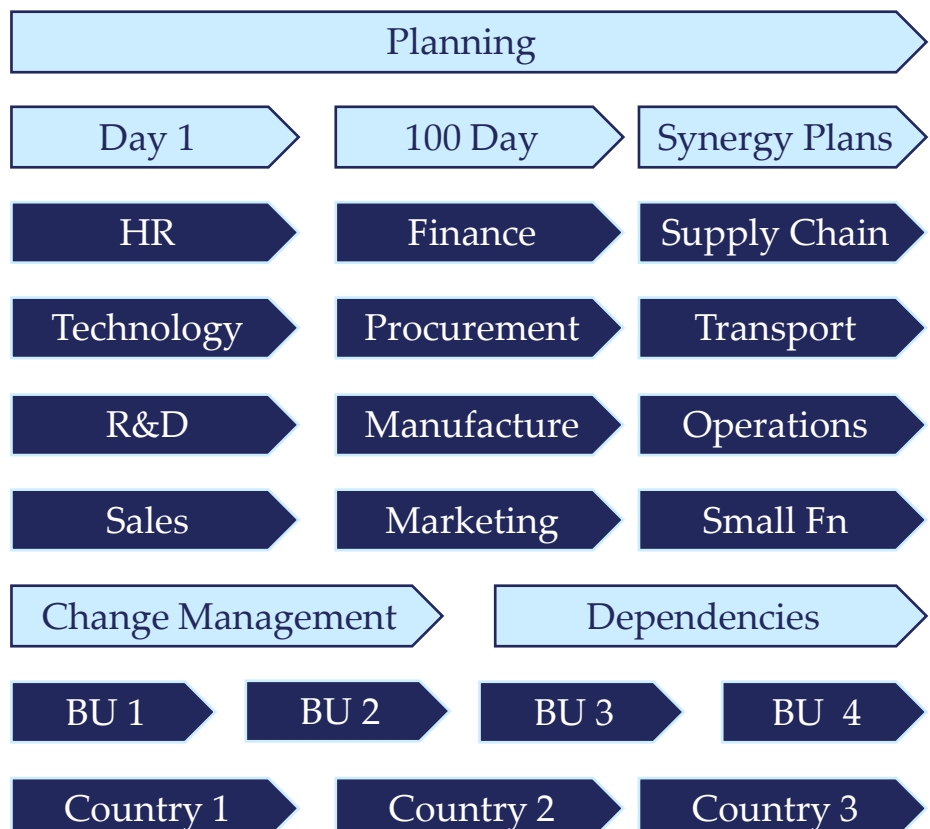 Planning
Day 1 100 Day Synergy Plans
HR Finance Supply Chain
Technology Procurement Transport
R&D Manufacture Operations
Sales Marketing Small Fn
Change Management Dependencies
BU 1 BU 2 BU 3 BU 4
Country 1 Country 2 Country 3